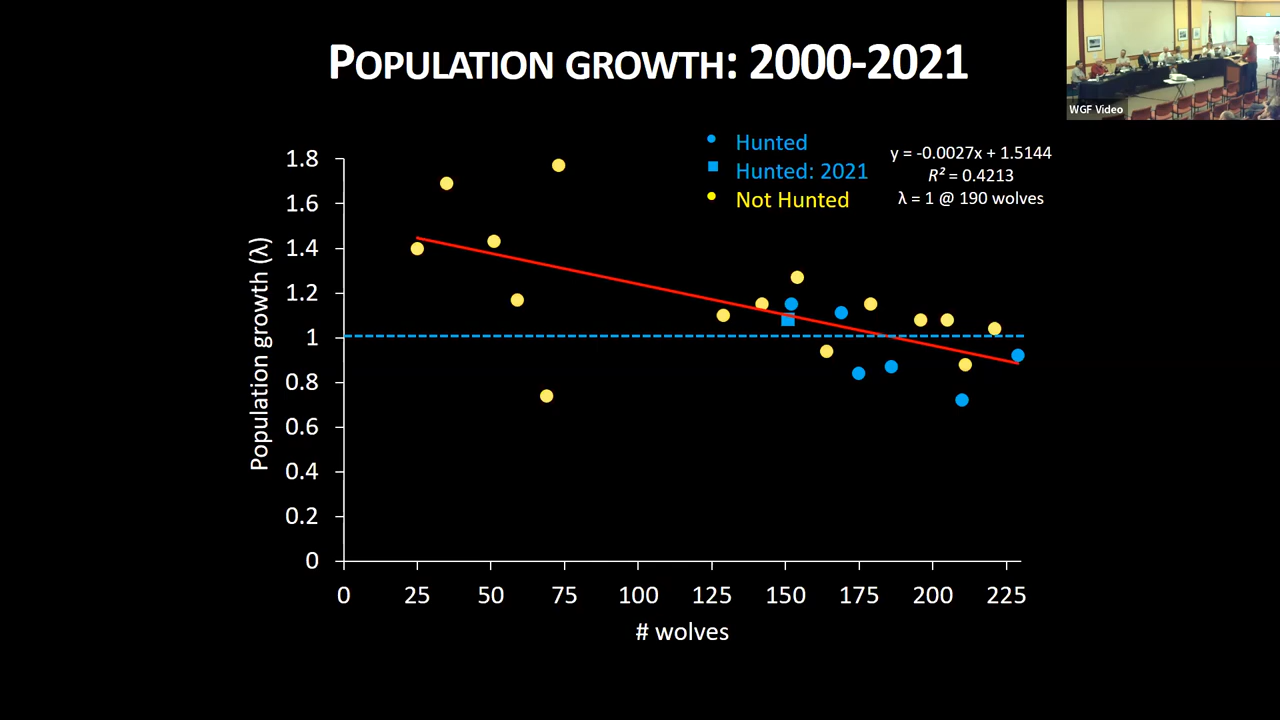 POPULATION GROWTH: 2000-2021
WGF Video
Hunted
Hunted: 2021
Not Hunted
y = -0.0027x + 1.5144
R² = 0.4213
λ = 1 @ 190 wolves
Population growth (λ)
1.8
1.6
1.4
1.2
1
0.8
0.6
0.4
0.2
0
0 25 50 75 100 125 150 175 200 225
# wolves